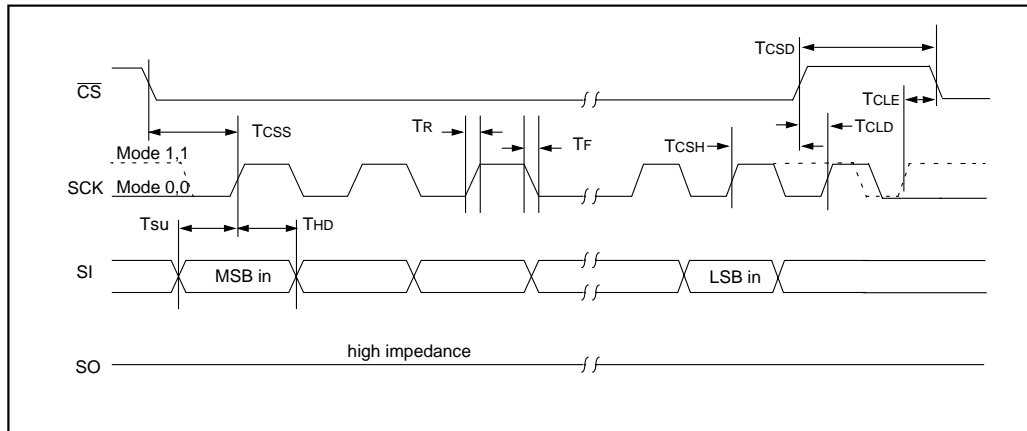 TCSD
CS
TCLE
TCSS
TR
TF
TCSH
TCLD
Mode 1,1
SCK
Mode 0,0
Tsu
THD
SI
MSB in
LSB in
high impedance
SO